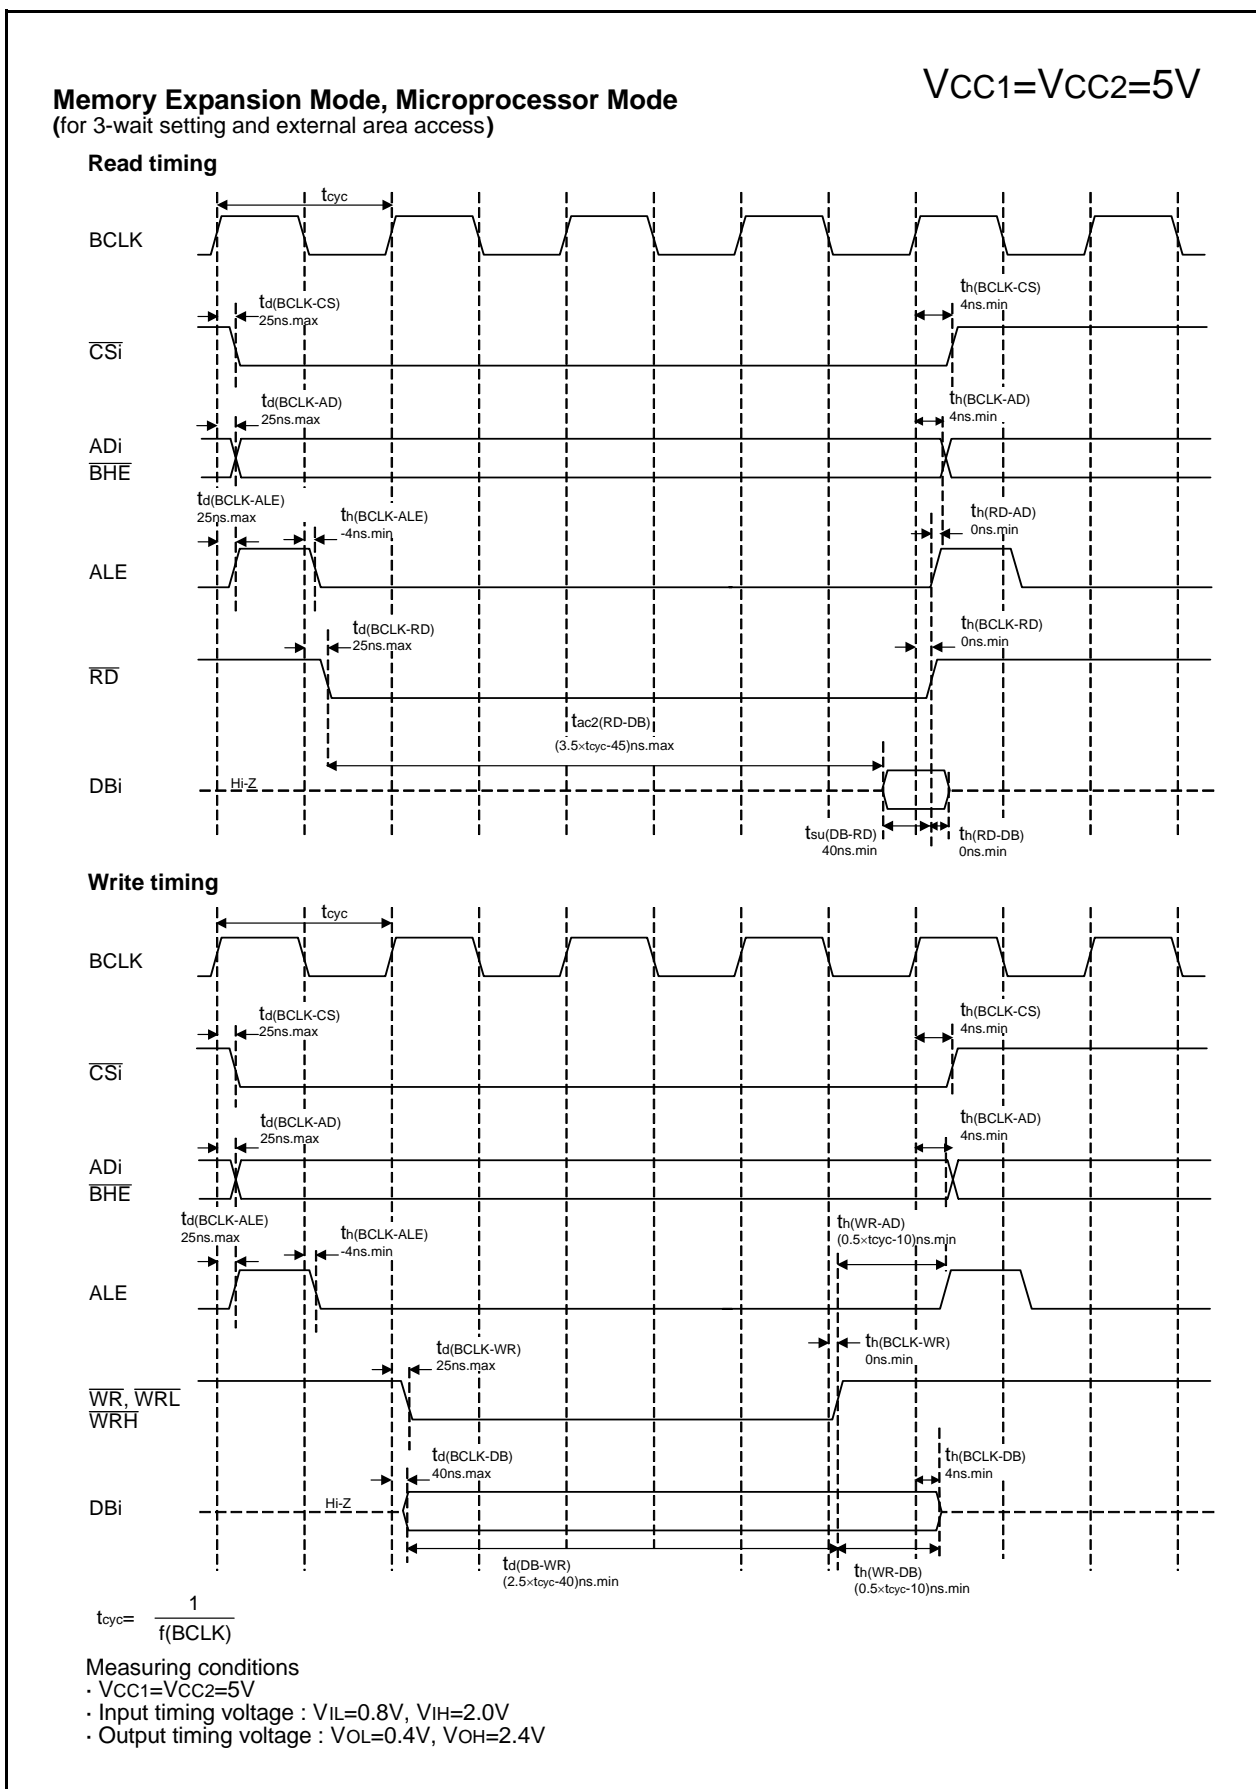 VCC1=VCC2=5V
Memory Expansion Mode, Microprocessor Mode
(for 3-wait setting and external area access)
Read timing
tcyc
BCLK
td(BCLK-CS)
25ns.max
th(BCLK-CS)
4ns.min
CSi
td(BCLK-AD)
25ns.max
th(BCLK-AD)
4ns.min
ADi
BHE
td(BCLK-ALE)
25ns.max
th(BCLK-ALE)
-4ns.min
th(RD-AD)
0ns.min
ALE
td(BCLK-RD)
25ns.max
th(BCLK-RD)
0ns.min
RD
tac2(RD-DB)
(3.5×tcyc-45)ns.max
DBi
Hi-Z
tsu(DB-RD)
40ns.min
th(RD-DB)
0ns.min
Write timing
tcyc
BCLK
td(BCLK-CS)
25ns.max
th(BCLK-CS)
4ns.min
CSi
td(BCLK-AD)
25ns.max
th(BCLK-AD)
4ns.min
ADi
BHE
td(BCLK-ALE)
25ns.max
th(BCLK-ALE)
-4ns.min
th(WR-AD)
(0.5×tcyc-10)ns.min
ALE
td(BCLK-WR)
25ns.max
th(BCLK-WR)
0ns.min
WR, WRL
WRH
td(BCLK-DB)
40ns.max
th(BCLK-DB)
4ns.min
DBi
Hi-Z
td(DB-WR)
(2.5×tcyc-40)ns.min
th(WR-DB)
(0.5×tcyc-10)ns.min
tcyc= 1
f(BCLK)
Measuring conditions
· VCC1=VCC2=5V
· Input timing voltage : VIL=0.8V, VIH=2.0V
· Output timing voltage : VOL=0.4V, VOH=2.4V